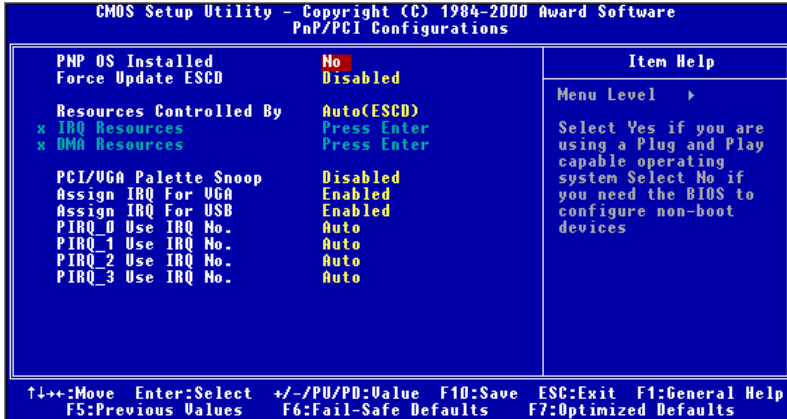 CMOS Setup Utility - Copyright (C) 1984-2000 Award Software
PnP/PCI Configurations
PNP OS Installed No
Force Update ESCD Disabled
Resources Controlled By Auto(ESCD)
x IRQ Resources Press Enter
x DMA Resources Press Enter
PCI/VGA Palette Snoop Disabled
Assign IRQ For VGA Enabled
Assign IRQ For USB Enabled
PIRQ_0 Use IRQ No. Auto
PIRQ_1 Use IRQ No. Auto
PIRQ_2 Use IRQ No. Auto
PIRQ_3 Use IRQ No. Auto
Item Help
Menu Level ▸
Select Yes if you are
using a Plug and Play
capable operating
system Select No if
you need the BIOS to
configure non-boot
devices
↑↓→←:Move Enter:Select +/-/PU/PD:Value F10:Save ESC:Exit F1:General Help
F5:Previous Values F6:Fail-Safe Defaults F7:Optimized Defaults